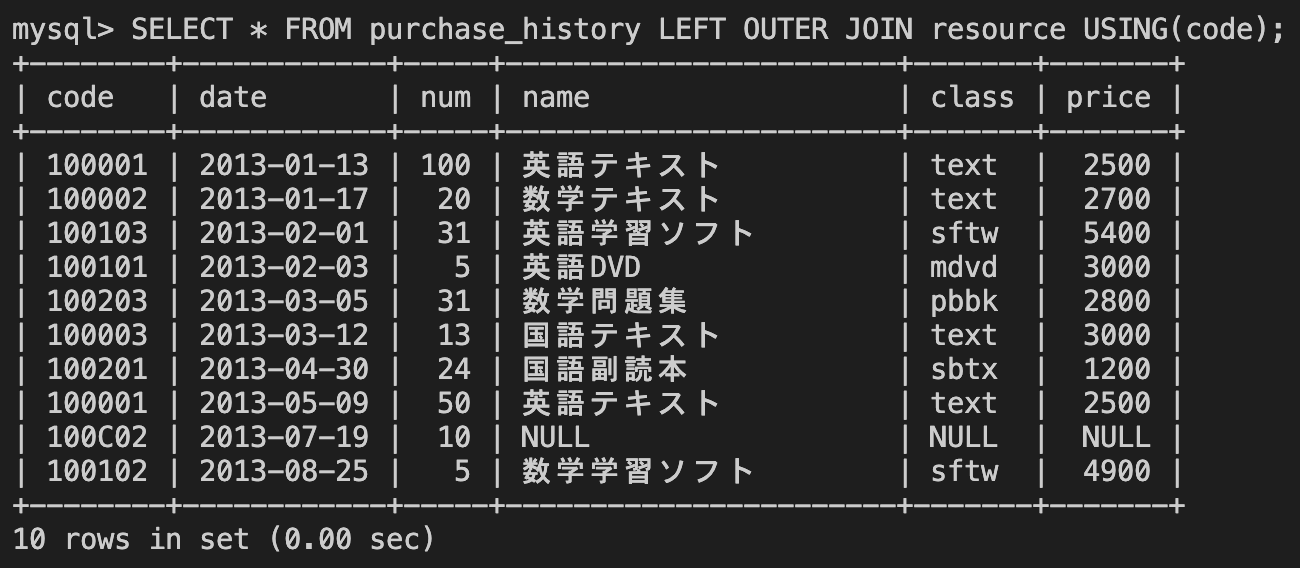 mysql> SELECT * FROM purchase_history LEFT OUTER JOIN resource USING(code);
+--------+------------+-----+-----------------------+-------+-------+
| code   | date       | num | name                  | class | price |
+--------+------------+-----+-----------------------+-------+-------+
| 100001 | 2013-01-13 | 100 | 英語テキスト | text  |  2500 |
| 100002 | 2013-01-17 |  20 | 数学テキスト | text  |  2700 |
| 100103 | 2013-02-01 |  31 | 英語学習ソフト | sftw  |  5400 |
| 100101 | 2013-02-03 |   5 | 英語DVD | mdvd  |  3000 |
| 100203 | 2013-03-05 |  31 | 数学問題集 | pbbk  |  2800 |
| 100003 | 2013-03-12 |  13 | 国語テキスト | text  |  3000 |
| 100201 | 2013-04-30 |  24 | 国語副読本 | sbtx  |  1200 |
| 100001 | 2013-05-09 |  50 | 英語テキスト | text  |  2500 |
| 100C02 | 2013-07-19 |  10 | NULL                  | NULL  |  NULL |
| 100102 | 2013-08-25 |   5 | 数学学習ソフト | sftw  |  4900 |
+--------+------------+-----+-----------------------+-------+-------+
10 rows in set (0.00 sec)